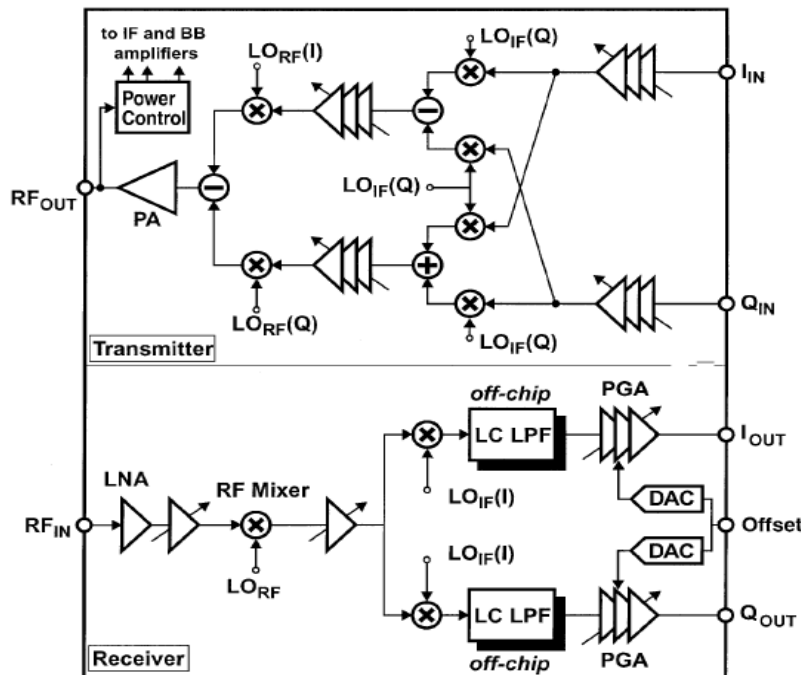 to IF and BB
amplifiers
Power
Control
LO_RF(I)
LO_IF(Q)
I_IN
RF_OUT
PA
LO_IF(Q)
LO_RF(Q)
LO_IF(Q)
Q_IN
Transmitter
off-chip
LC LPF
PGA
I_OUT
LNA
RF Mixer
LO_IF(I)
DAC
RF_IN
Offset
LO_RF
LO_IF(I)
DAC
LC LPF
Q_OUT
off-chip
PGA
Receiver